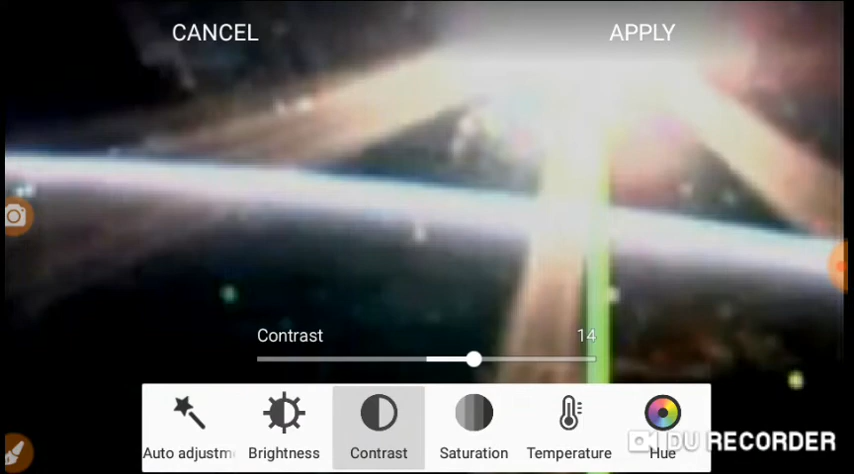 CANCEL
APPLY
Contrast
14
Auto adjustm
Brightness
Contrast
Saturation
Temperature
Hue
DU RECORDER